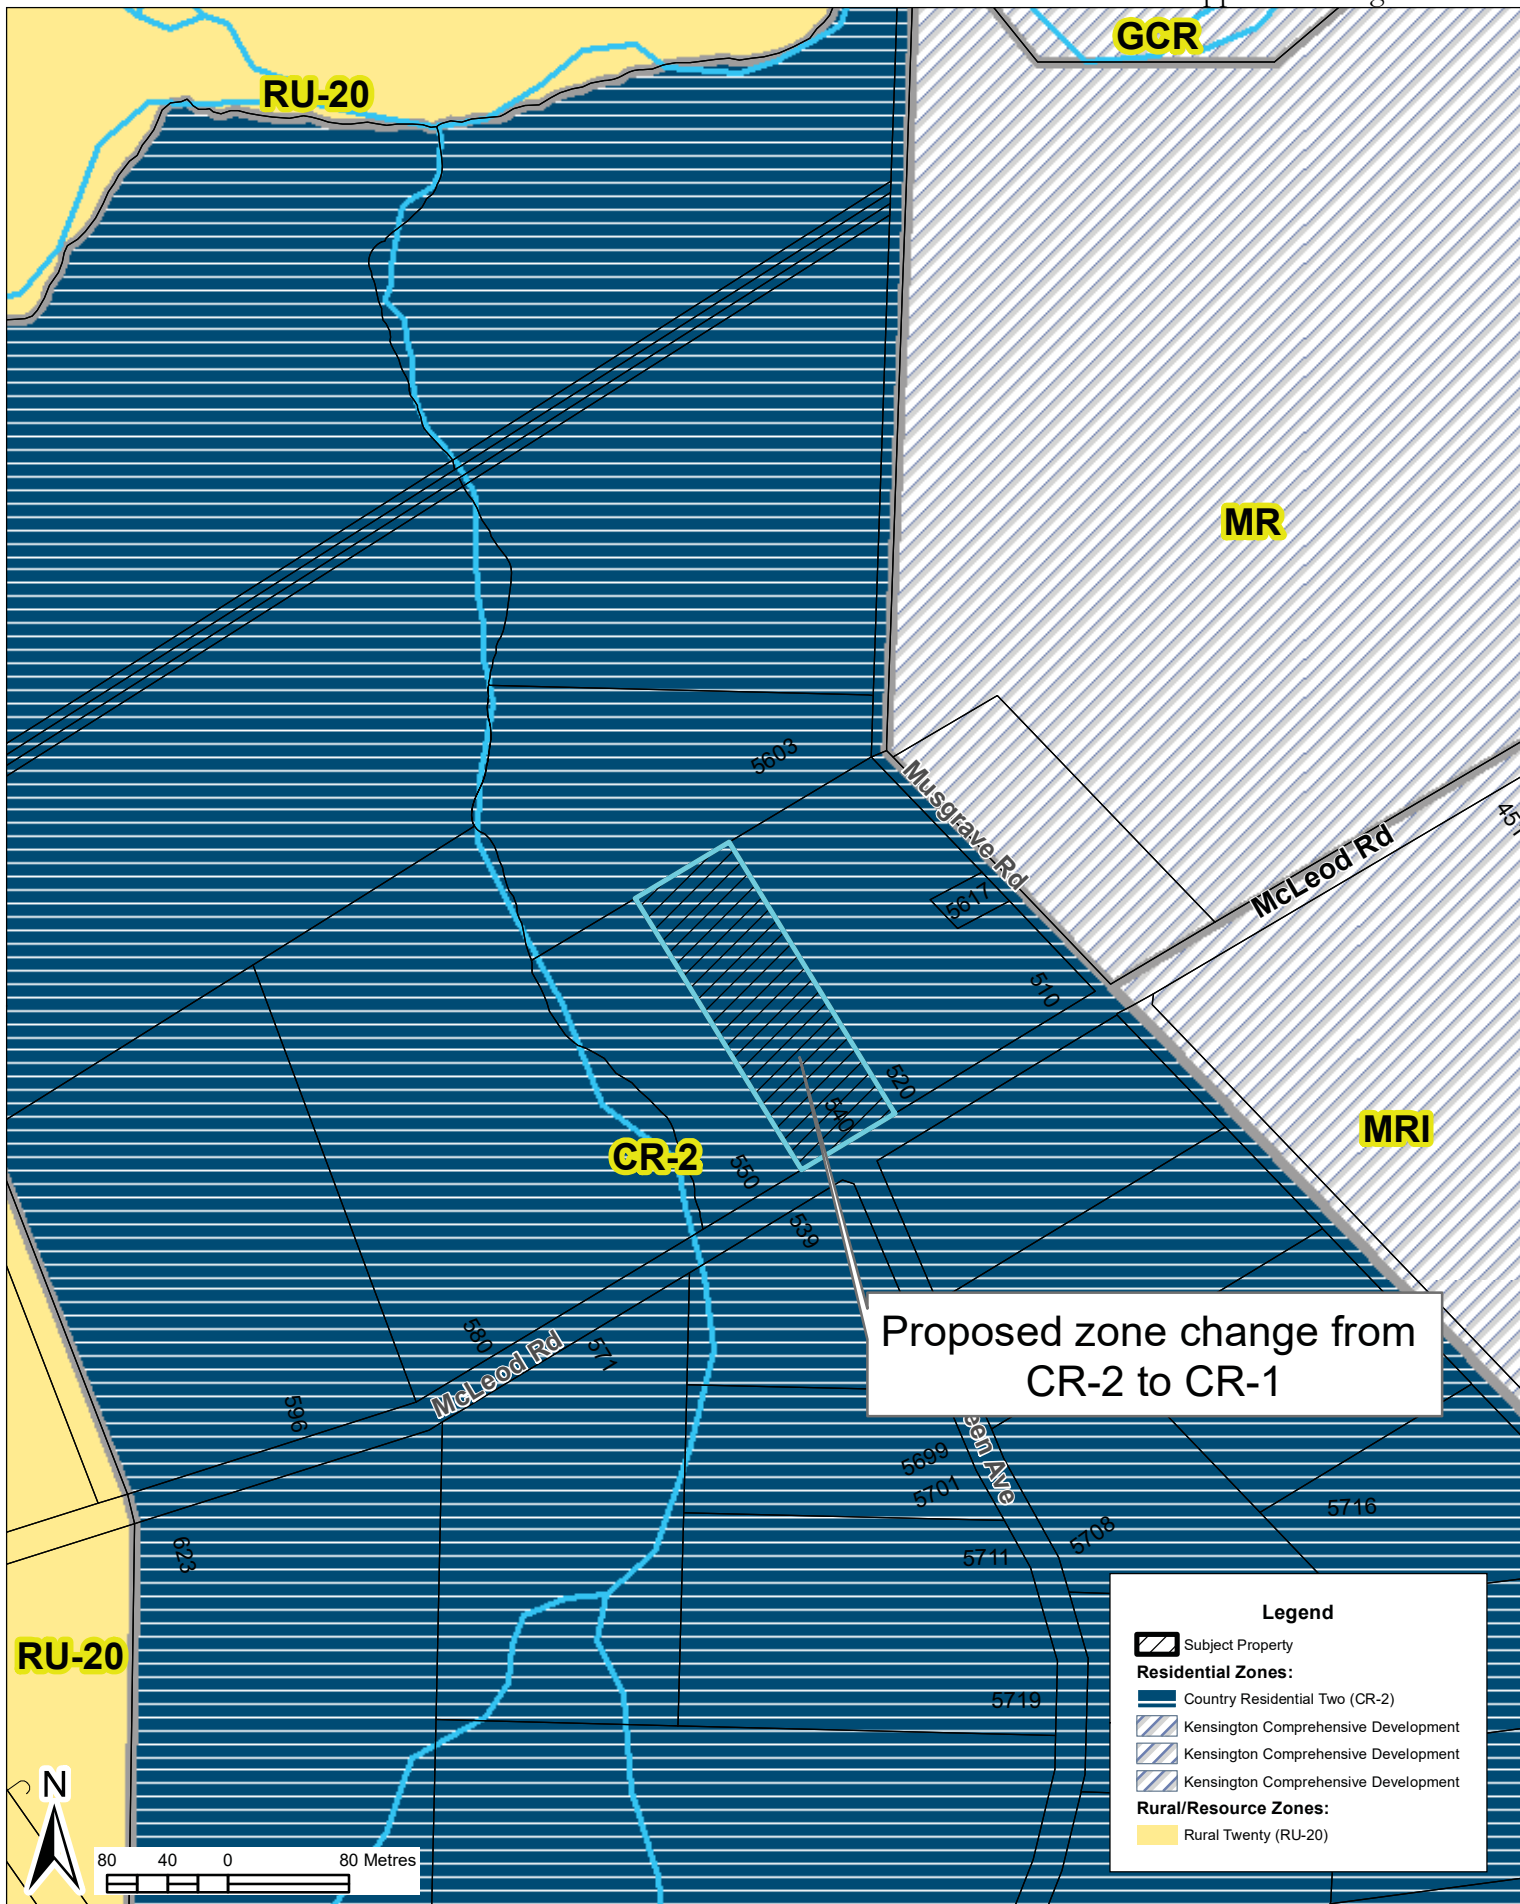 GCR
RU-20
MR
5603
Musgrave Rd
McLeod Rd
5617
510
520
540
MRI
CR-2
550
539
Proposed zone change from
CR-2 to CR-1
580
McLeod Rd
571
596
een Ave
5699
5701
5716
5708
5711
623
RU-20
5719
Legend
Subject Property
Residential Zones:
Country Residential Two (CR-2)
Kensington Comprehensive Development
Kensington Comprehensive Development
Kensington Comprehensive Development
Rural/Resource Zones:
Rural Twenty (RU-20)
N
80 40 0 80 Metres